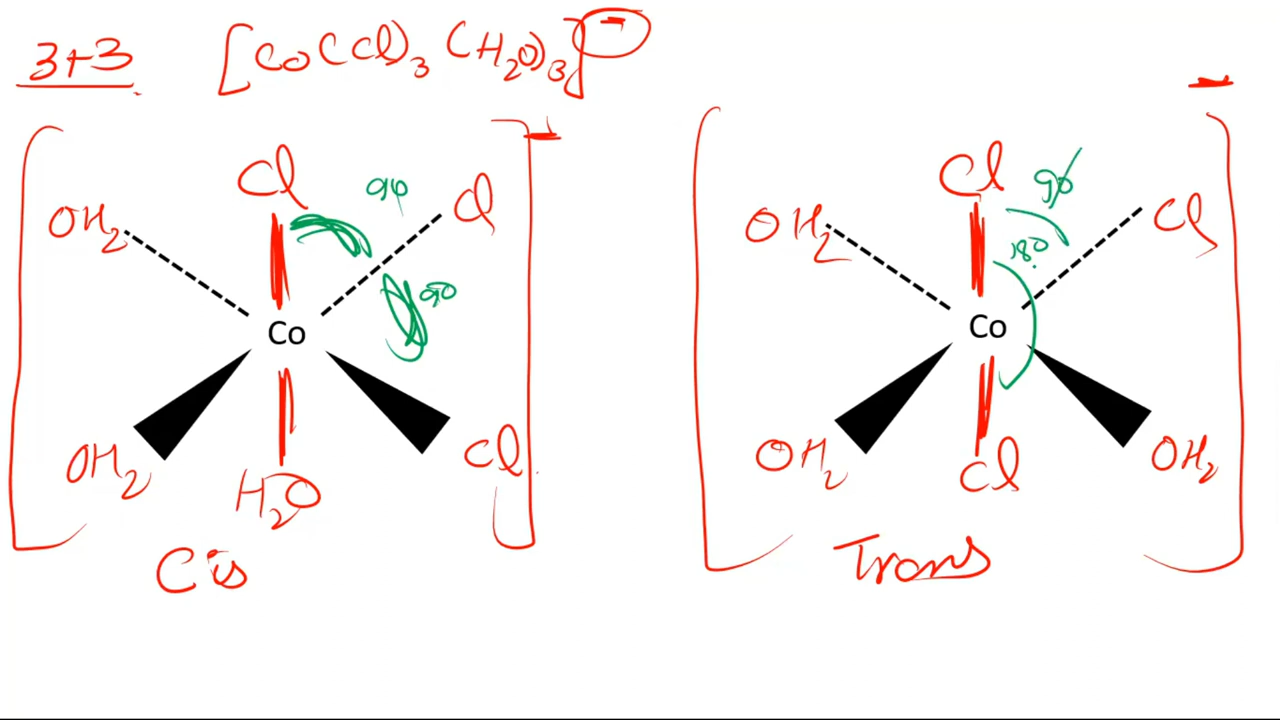 3+3 [Co(Cl)3(H2O)3]-
-
Cl 90 Cl
OH2
90
Co
OH2 Cl
H2O
Cis
Cl 90 Cl
OH2
180
Co
OH2 OH2
Cl
Trans